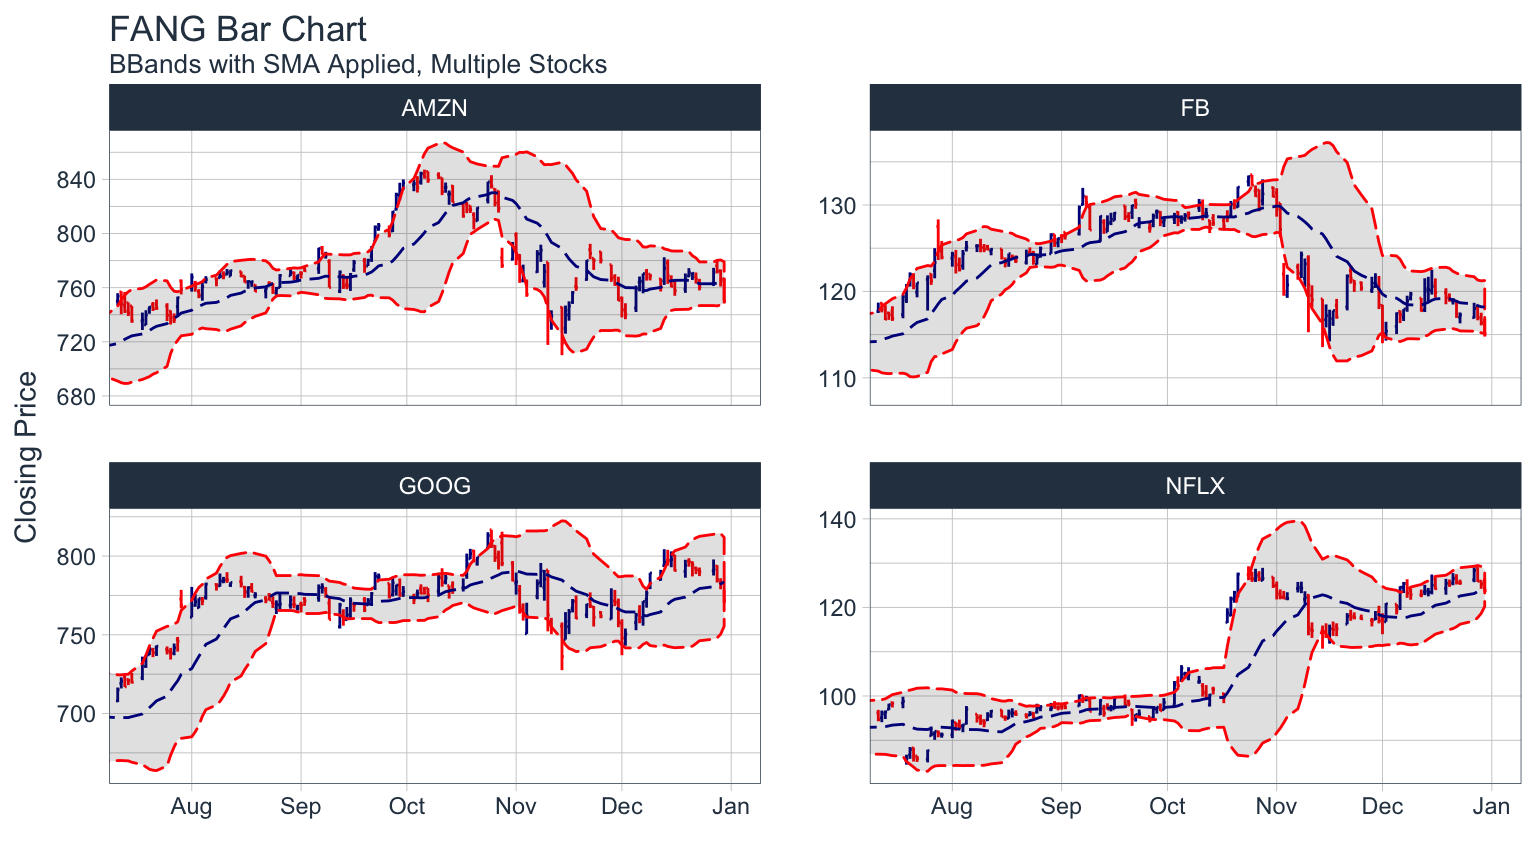 FANG Bar Chart
BBands with SMA Applied, Multiple Stocks
AMZN
FB
840
800
760
720
680
130
120
110
Closing Price
GOOG
NFLX
800
750
700
140
120
100
Aug Sep Oct Nov Dec Jan
Aug Sep Oct Nov Dec Jan